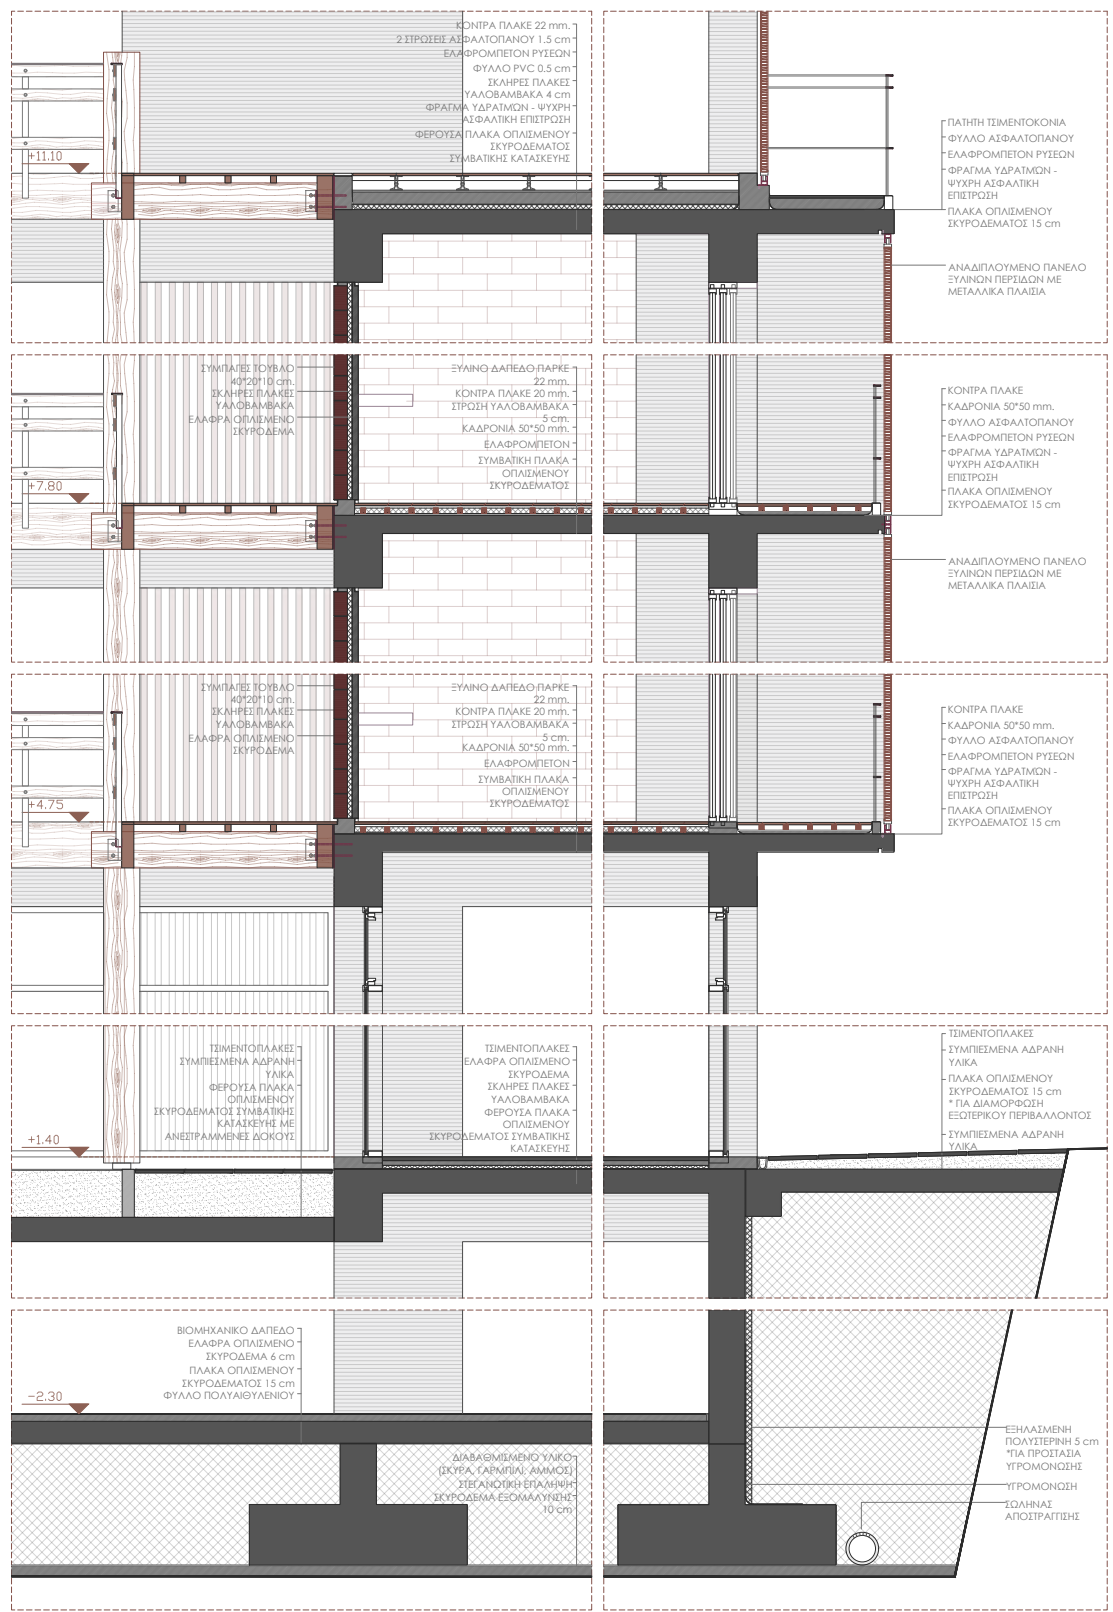 ΚΟΝΤΡΑ ΠΛΑΚΕ 22 mm.
2 ΣΤΡΩΣΕΙΣ ΑΣΦΑΛΤΟΠΑΝΟΥ 1.5 cm
ΕΛΑΦΡΟΜΠΕΤΟΝ ΡΥΣΕΩΝ
ΦΥΛΛΟ PVC 0.5 cm
ΣΚΛΗΡΕΣ ΠΛΑΚΕΣ
ΥΑΛΟΒΑΜΒΑΚΑ 4 cm
ΦΡΑΓΜΑ ΥΔΡΑΤΜΩΝ - ΨΥΧΡΗ
ΑΣΦΑΛΤΙΚΗ ΕΠΙΣΤΡΩΣΗ
ΦΕΡΟΥΣΑ ΠΛΑΚΑ ΟΠΛΙΣΜΕΝΟΥ
ΣΚΥΡΟΔΕΜΑΤΟΣ
ΣΥΜΒΑΤΙΚΗΣ ΚΑΤΑΣΚΕΥΗΣ
+11.10
ΠΑΤΗΤΗ ΤΣΙΜΕΝΤΟΚΟΝΙΑ
ΦΥΛΛΟ ΑΣΦΑΛΤΟΠΑΝΟΥ
ΕΛΑΦΡΟΜΠΕΤΟΝ ΡΥΣΕΩΝ
ΦΡΑΓΜΑ ΥΔΡΑΤΜΩΝ -
ΨΥΧΡΗ ΑΣΦΑΛΤΙΚΗ
ΕΠΙΣΤΡΩΣΗ
ΠΛΑΚΑ ΟΠΛΙΣΜΕΝΟΥ
ΣΚΥΡΟΔΕΜΑΤΟΣ 15 cm
ΑΝΑΔΙΠΛΟΥΜΕΝΟ ΠΑΝΕΛΟ
ΞΥΛΙΝΩΝ ΠΕΡΣΙΔΩΝ ΜΕ
ΜΕΤΑΛΛΙΚΑ ΠΛΑΙΣΙΑ
ΣΥΜΠΑΓΕΣ ΤΟΥΒΛΟ
40*20*10 cm.
ΣΚΛΗΡΕΣ ΠΛΑΚΕΣ
ΥΑΛΟΒΑΜΒΑΚΑ
ΕΛΑΦΡΑ ΟΠΛΙΣΜΕΝΟ
ΣΚΥΡΟΔΕΜΑ
+7.80
ΞΥΛΙΝΟ ΔΑΠΕΔΟ ΠΑΡΚΕ
22 mm.
ΚΟΝΤΡΑ ΠΛΑΚΕ 20 mm.
ΣΤΡΩΣΗ ΥΑΛΟΒΑΜΒΑΚΑ
5 cm.
ΚΑΔΡΟΝΙΑ 50*50 mm.
ΕΛΑΦΡΟΜΠΕΤΟΝ
ΣΥΜΒΑΤΙΚΗ ΠΛΑΚΑ
ΟΠΛΙΣΜΕΝΟΥ
ΣΚΥΡΟΔΕΜΑΤΟΣ
ΚΟΝΤΡΑ ΠΛΑΚΕ
ΚΑΔΡΟΝΙΑ 50*50 mm.
ΦΥΛΛΟ ΑΣΦΑΛΤΟΠΑΝΟΥ
ΕΛΑΦΡΟΜΠΕΤΟΝ ΡΥΣΕΩΝ
ΦΡΑΓΜΑ ΥΔΡΑΤΜΩΝ -
ΨΥΧΡΗ ΑΣΦΑΛΤΙΚΗ
ΕΠΙΣΤΡΩΣΗ
ΠΛΑΚΑ ΟΠΛΙΣΜΕΝΟΥ
ΣΚΥΡΟΔΕΜΑΤΟΣ 15 cm
ΑΝΑΔΙΠΛΟΥΜΕΝΟ ΠΑΝΕΛΟ
ΞΥΛΙΝΩΝ ΠΕΡΣΙΔΩΝ ΜΕ
ΜΕΤΑΛΛΙΚΑ ΠΛΑΙΣΙΑ
ΣΥΜΠΑΓΕΣ ΤΟΥΒΛΟ
40*20*10 cm.
ΣΚΛΗΡΕΣ ΠΛΑΚΕΣ
ΥΑΛΟΒΑΜΒΑΚΑ
ΕΛΑΦΡΑ ΟΠΛΙΣΜΕΝΟ
ΣΚΥΡΟΔΕΜΑ
+4.75
ΞΥΛΙΝΟ ΔΑΠΕΔΟ ΠΑΡΚΕ
22 mm.
ΚΟΝΤΡΑ ΠΛΑΚΕ 20 mm.
ΣΤΡΩΣΗ ΥΑΛΟΒΑΜΒΑΚΑ
5 cm.
ΚΑΔΡΟΝΙΑ 50*50 mm.
ΕΛΑΦΡΟΜΠΕΤΟΝ
ΣΥΜΒΑΤΙΚΗ ΠΛΑΚΑ
ΟΠΛΙΣΜΕΝΟΥ
ΣΚΥΡΟΔΕΜΑΤΟΣ
ΚΟΝΤΡΑ ΠΛΑΚΕ
ΚΑΔΡΟΝΙΑ 50*50 mm.
ΦΥΛΛΟ ΑΣΦΑΛΤΟΠΑΝΟΥ
ΕΛΑΦΡΟΜΠΕΤΟΝ ΡΥΣΕΩΝ
ΦΡΑΓΜΑ ΥΔΡΑΤΜΩΝ -
ΨΥΧΡΗ ΑΣΦΑΛΤΙΚΗ
ΕΠΙΣΤΡΩΣΗ
ΠΛΑΚΑ ΟΠΛΙΣΜΕΝΟΥ
ΣΚΥΡΟΔΕΜΑΤΟΣ 15 cm
ΤΣΙΜΕΝΤΟΠΛΑΚΕΣ
ΣΥΜΠΙΕΣΜΕΝΑ ΑΔΡΑΝΗ
ΥΛΙΚΑ
ΦΕΡΟΥΣΑ ΠΛΑΚΑ
ΟΠΛΙΣΜΕΝΟΥ
ΣΚΥΡΟΔΕΜΑΤΟΣ ΣΥΜΒΑΤΙΚΗΣ
ΚΑΤΑΣΚΕΥΗΣ ΜΕ
ΑΝΕΣΤΡΑΜΜΕΝΕΣ ΔΟΚΟΥΣ
+1.40
ΤΣΙΜΕΝΤΟΠΛΑΚΕΣ
ΕΛΑΦΡΑ ΟΠΛΙΣΜΕΝΟ
ΣΚΥΡΟΔΕΜΑ
ΣΚΛΗΡΕΣ ΠΛΑΚΕΣ
ΥΑΛΟΒΑΜΒΑΚΑ
ΦΕΡΟΥΣΑ ΠΛΑΚΑ
ΟΠΛΙΣΜΕΝΟΥ
ΣΚΥΡΟΔΕΜΑΤΟΣ ΣΥΜΒΑΤΙΚΗΣ
ΚΑΤΑΣΚΕΥΗΣ
ΤΣΙΜΕΝΤΟΠΛΑΚΕΣ
ΣΥΜΠΙΕΣΜΕΝΑ ΑΔΡΑΝΗ
ΥΛΙΚΑ
ΠΛΑΚΑ ΟΠΛΙΣΜΕΝΟΥ
ΣΚΥΡΟΔΕΜΑΤΟΣ 15 cm
* ΓΙΑ ΔΙΑΜΟΡΦΩΣΗ
ΕΞΩΤΕΡΙΚΟΥ ΠΕΡΙΒΑΛΛΟΝΤΟΣ
ΣΥΜΠΙΕΣΜΕΝΑ ΑΔΡΑΝΗ
ΥΛΙΚΑ
ΒΙΟΜΗΧΑΝΙΚΟ ΔΑΠΕΔΟ
ΕΛΑΦΡΑ ΟΠΛΙΣΜΕΝΟ
ΣΚΥΡΟΔΕΜΑ 6 cm
ΠΛΑΚΑ ΟΠΛΙΣΜΕΝΟΥ
ΣΚΥΡΟΔΕΜΑΤΟΣ 15 cm
ΦΥΛΛΟ ΠΟΛΥΑΙΘΥΛΕΝΙΟΥ
-2.30
ΔΙΑΒΑΘΜΙΣΜΕΝΟ ΥΛΙΚΟ
(ΣΚΥΡΑ, ΓΑΡΜΠΙΛΙ, ΑΜΜΟΣ)
ΣΤΕΓΑΝΩΤΙΚΗ ΕΠΑΛΗΨΗ
ΣΚΥΡΟΔΕΜΑ ΕΞΟΜΑΛΥΝΣΗΣ
10 cm
ΕΞΗΛΑΣΜΕΝΗ
ΠΟΛΥΣΤΕΡΙΝΗ 5 cm
*ΓΙΑ ΠΡΟΣΤΑΣΙΑ
ΥΓΡΟΜΟΝΩΣΗΣ
ΥΓΡΟΜΟΝΩΣΗ
ΣΩΛΗΝΑΣ
ΑΠΟΣΤΡΑΓΓΙΣΗΣ